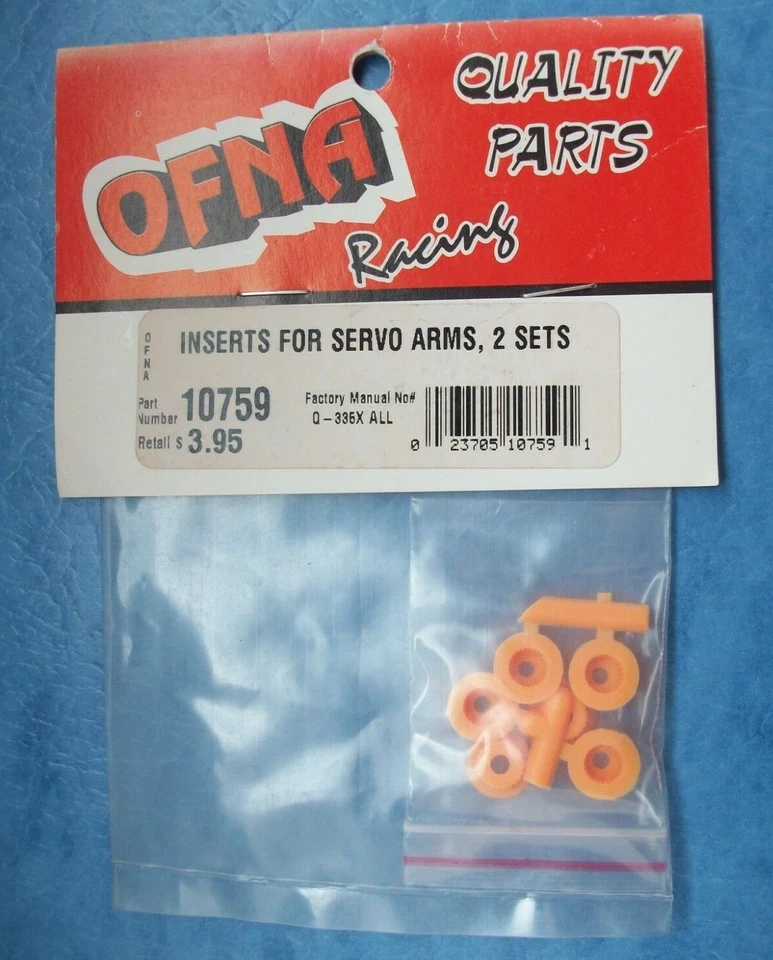 OFNA
Racing
QUALITY
PARTS
OFNA
INSERTS FOR SERVO ARMS, 2 SETS
Part
Number 10759
Retail $ 3.95
Factory Manual No#
Q-335X ALL
0 23705 10759 1